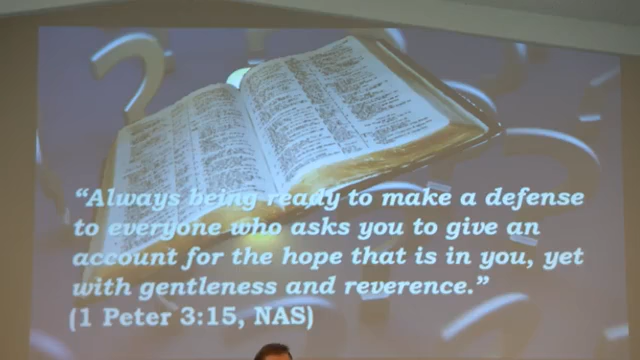 “Always being ready to make a defense
to everyone who asks you to give an
account for the hope that is in you, yet
with gentleness and reverence.”
(1 Peter 3:15, NAS)